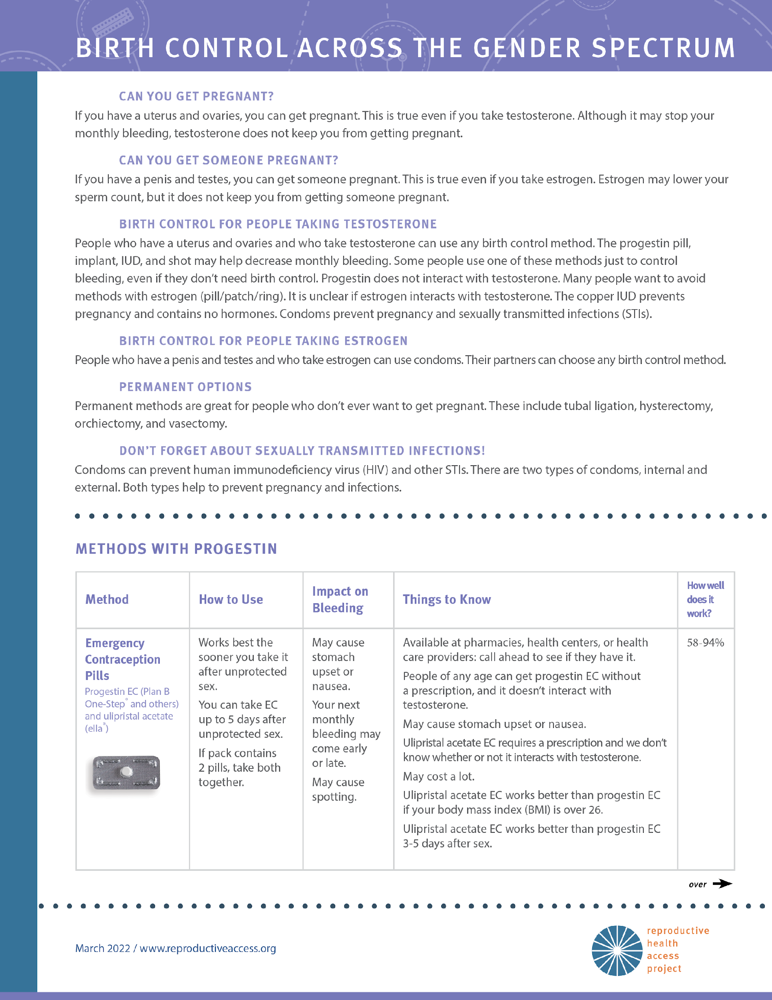 BIRTH CONTROL ACROSS THE GENDER SPECTRUM
CAN YOU GET PREGNANT?
If you have a uterus and ovaries, you can get pregnant. This is true even if you take testosterone. Although it may stop your
monthly bleeding, testosterone does not keep you from getting pregnant.
CAN YOU GET SOMEONE PREGNANT?
If you have a penis and testes, you can get someone pregnant. This is true even if you take estrogen. Estrogen may lower your
sperm count, but it does not keep you from getting someone pregnant.
BIRTH CONTROL FOR PEOPLE TAKING TESTOSTERONE
People who have a uterus and ovaries and who take testosterone can use any birth control method. The progestin pill,
implant, IUD, and shot may help decrease monthly bleeding. Some people use one of these methods just to control
bleeding, even if they don't need birth control. Progestin does not interact with testosterone. Many people want to avoid
methods with estrogen (pill/patch/ring). It is unclear if estrogen interacts with testosterone. The copper IUD prevents
pregnancy and contains no hormones. Condoms prevent pregnancy and sexually transmitted infections (STIs).
BIRTH CONTROL FOR PEOPLE TAKING ESTROGEN
People who have a penis and testes and who take estrogen can use condoms. Their partners can choose any birth control method.
PERMANENT OPTIONS
Permanent methods are great for people who don't ever want to get pregnant. These include tubal ligation, hysterectomy,
orchiectomy, and vasectomy.
DON'T FORGET ABOUT SEXUALLY TRANSMITTED INFECTIONS!
Condoms can prevent human immunodeficiency virus (HIV) and other STIs. There are two types of condoms, internal and
external. Both types help to prevent pregnancy and infections.
METHODS WITH PROGESTIN
Method
How to Use
Impact on
Bleeding
Things to Know
How well
does it
work?
Emergency
Contraception
Pills
Progestin EC (Plan B
One-Step® and others)
and ulipristal acetate
(ella®)
Works best the
sooner you take it
after unprotected
sex.
You can take EC
up to 5 days after
unprotected sex.
If pack contains
2 pills, take both
together.
May cause
stomach
upset or
nausea.
Your next
monthly
bleeding may
come early
or late.
May cause
spotting.
Available at pharmacies, health centers, or health
care providers: call ahead to see if they have it.
People of any age can get progestin EC without
a prescription, and it doesn't interact with
testosterone.
May cause stomach upset or nausea.
Ulipristal acetate EC requires a prescription and we don't
know whether or not it interacts with testosterone.
May cost a lot.
Ulipristal acetate EC works better than progestin EC
if your body mass index (BMI) is over 26.
Ulipristal acetate EC works better than progestin EC
3-5 days after sex.
58-94%
over
March 2022 / www.reproductiveaccess.org
reproductive
health
access
project